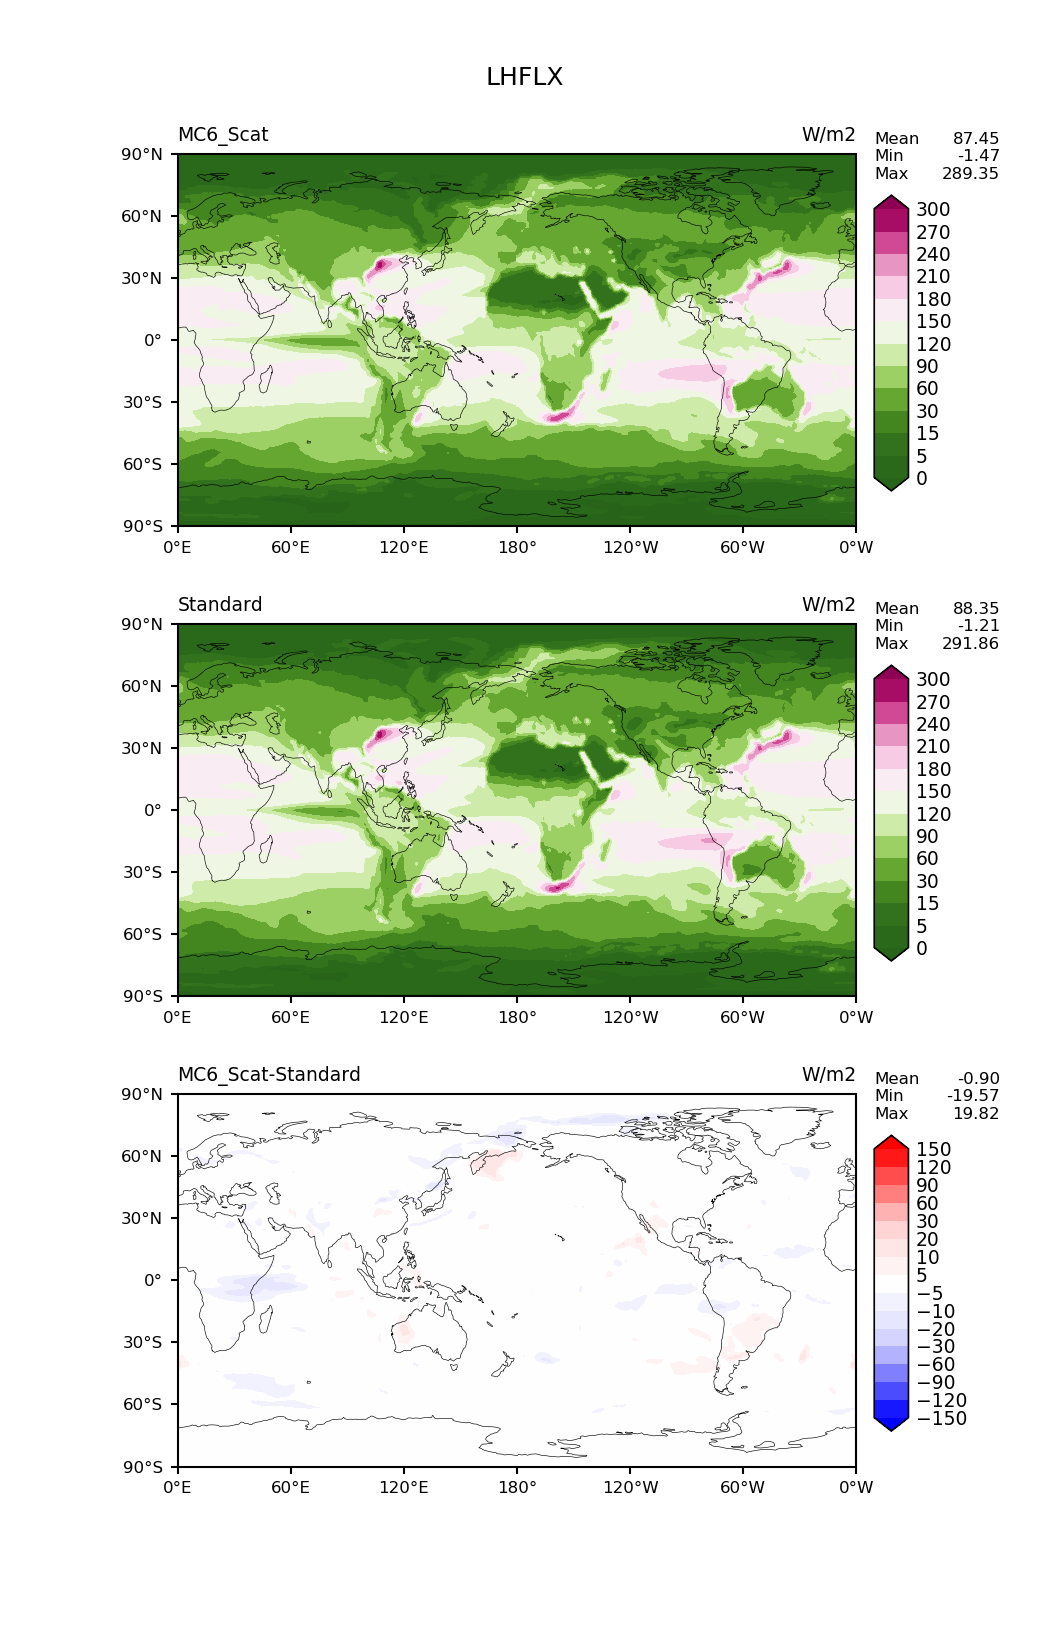 LHFLX
MC6_Scat W/m2
Mean 87.45
Min -1.47
Max 289.35
90°N
60°N
30°N
0°
30°S
60°S
90°S
0°E 60°E 120°E 180° 120°W 60°W 0°W
300
270
240
210
180
150
120
90
60
30
15
5
0
Standard W/m2
Mean 88.35
Min -1.21
Max 291.86
90°N
60°N
30°N
0°
30°S
60°S
90°S
0°E 60°E 120°E 180° 120°W 60°W 0°W
300
270
240
210
180
150
120
90
60
30
15
5
0
MC6_Scat-Standard W/m2
Mean -0.90
Min -19.57
Max 19.82
90°N
60°N
30°N
0°
30°S
60°S
90°S
0°E 60°E 120°E 180° 120°W 60°W 0°W
150
120
90
60
30
20
10
5
−5
−10
−20
−30
−60
−90
−120
−150